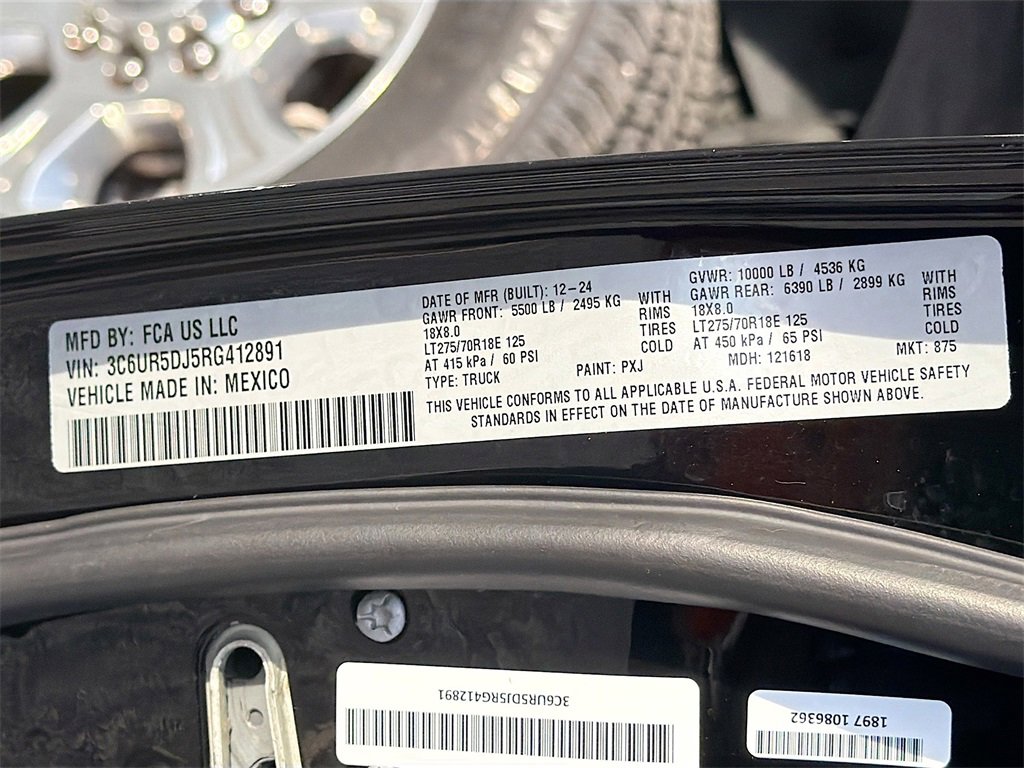 MFD BY: FCA US LLC
VIN: 3C6UR5DJ5RG412891
VEHICLE MADE IN: MEXICO
DATE OF MFR (BUILT): 12-24
GAWR FRONT: 5500 LB / 2495 KG WITH
18X8.0 RIMS
LT275/70R18E 125 TIRES
AT 415 kPa / 60 PSI COLD
TYPE: TRUCK
PAINT: PXJ
GVWR: 10000 LB / 4536 KG
GAWR REAR: 6390 LB / 2899 KG WITH
18X8.0 RIMS
LT275/70R18E 125 TIRES
AT 450 kPa / 65 PSI COLD
MDH: 121618 MKT: 875
THIS VEHICLE CONFORMS TO ALL APPLICABLE U.S.A. FEDERAL MOTOR VEHICLE SAFETY
STANDARDS IN EFFECT ON THE DATE OF MANUFACTURE SHOWN ABOVE.
3C6UR5DJ5RG412891
1897 1086362